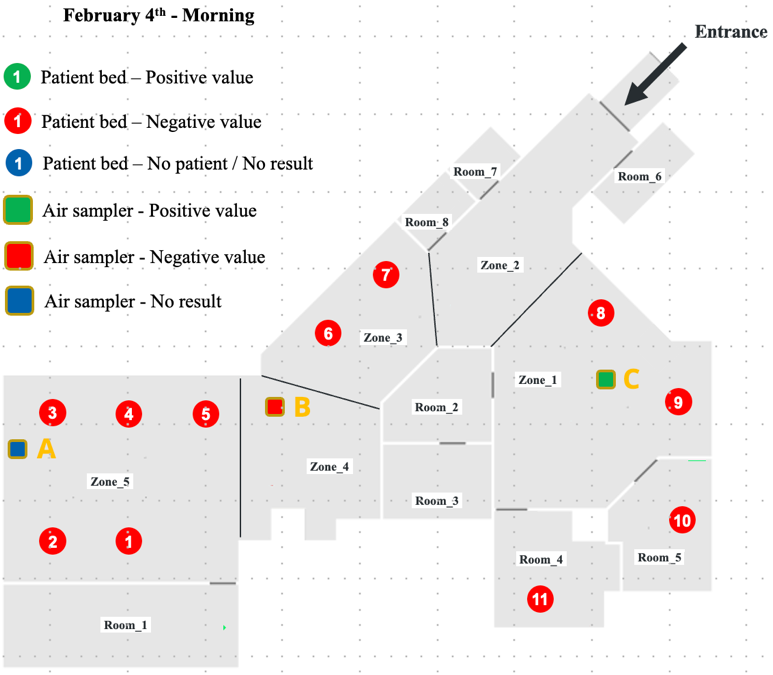 February 4th - Morning
Entrance
1 Patient bed – Positive value
1 Patient bed – Negative value
1 Patient bed – No patient / No result
Air sampler - Positive value
Air sampler - Negative value
Air sampler - No result
Room_7
Room_6
Room_8
Zone_2
7
8
6
Zone_3
Zone_1
C
9
3
4
5
B
Room_2
A
Zone_5
Zone_4
Room_3
10
2
1
Room_4
Room_5
11
Room_1